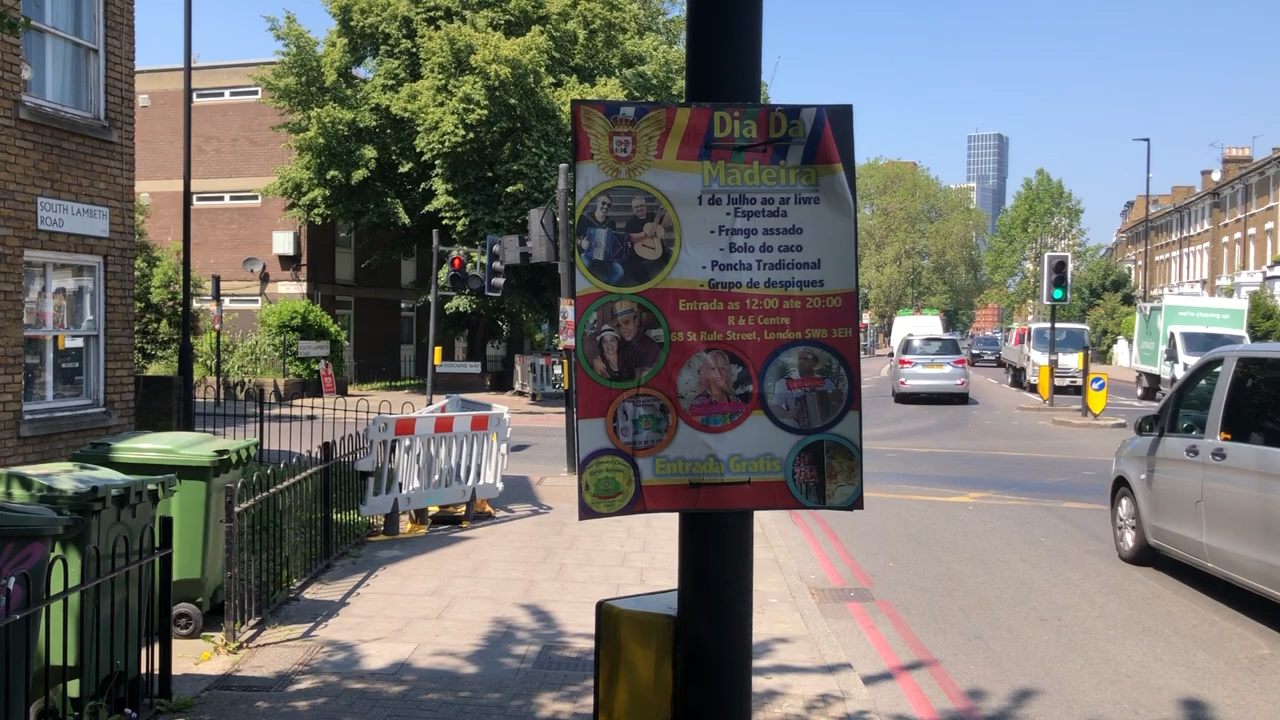 SOUTH LAMBETH
ROAD
Dia Da
Madeira
1 de Julho ao ar livre
- Espetada
- Frango assado
- Bolo do caco
- Poncha Tradicional
- Grupo de despiques
Entrada as 12:00 ate 20:00
R & E Centre
68 St Rule Street, London SW8 3EH
Entrada Gratis
SOUTH LAMBETH